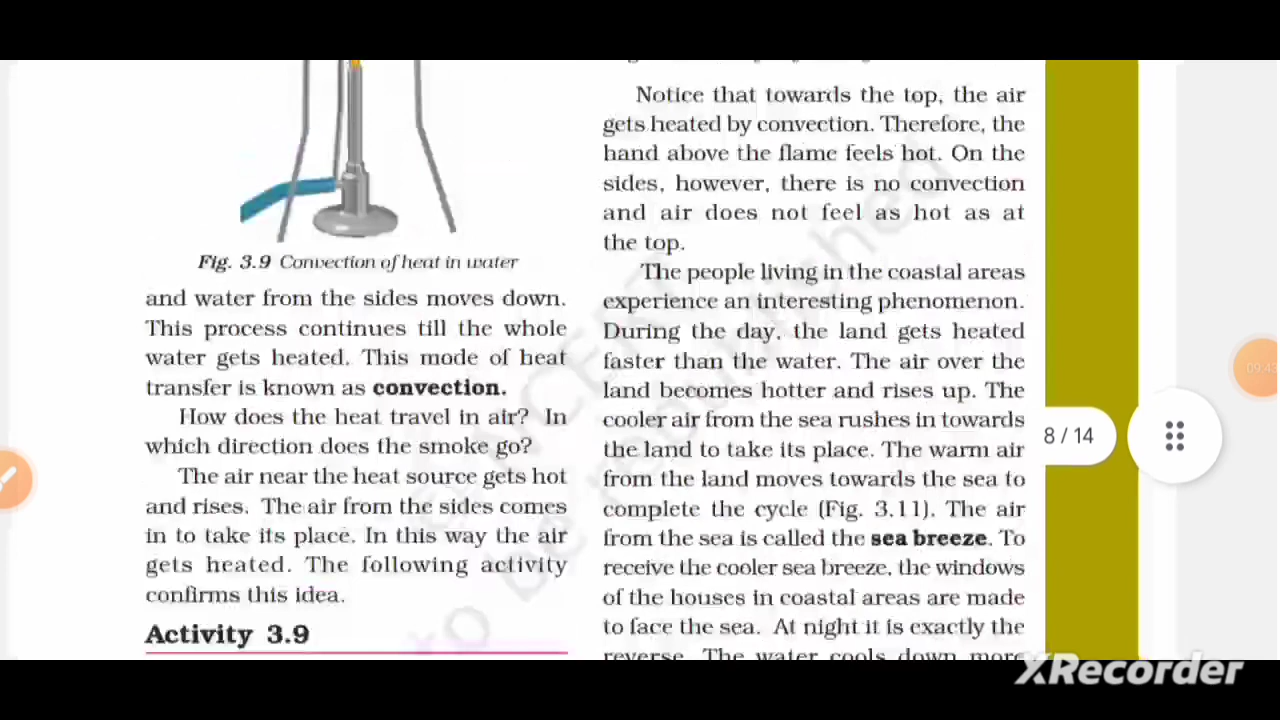 Fig. 3.9 Convection of heat in water
and water from the sides moves down.
This process continues till the whole
water gets heated. This mode of heat
transfer is known as convection.
How does the heat travel in air? In
which direction does the smoke go?
The air near the heat source gets hot
and rises. The air from the sides comes
in to take its place. In this way the air
gets heated. The following activity
confirms this idea.
Activity 3.9
Notice that towards the top, the air
gets heated by convection. Therefore, the
hand above the flame feels hot. On the
sides, however, there is no convection
and air does not feel as hot as at
the top.
The people living in the coastal areas
experience an interesting phenomenon.
During the day, the land gets heated
faster than the water. The air over the
land becomes hotter and rises up. The
cooler air from the sea rushes in towards
the land to take its place. The warm air
from the land moves towards the sea to
complete the cycle (Fig. 3.11). The air
from the sea is called the sea breeze. To
receive the cooler sea breeze, the windows
of the houses in coastal areas are made
to face the sea. At night it is exactly the
reverse. The water cools down more
8 / 14
09:43
XRecorder